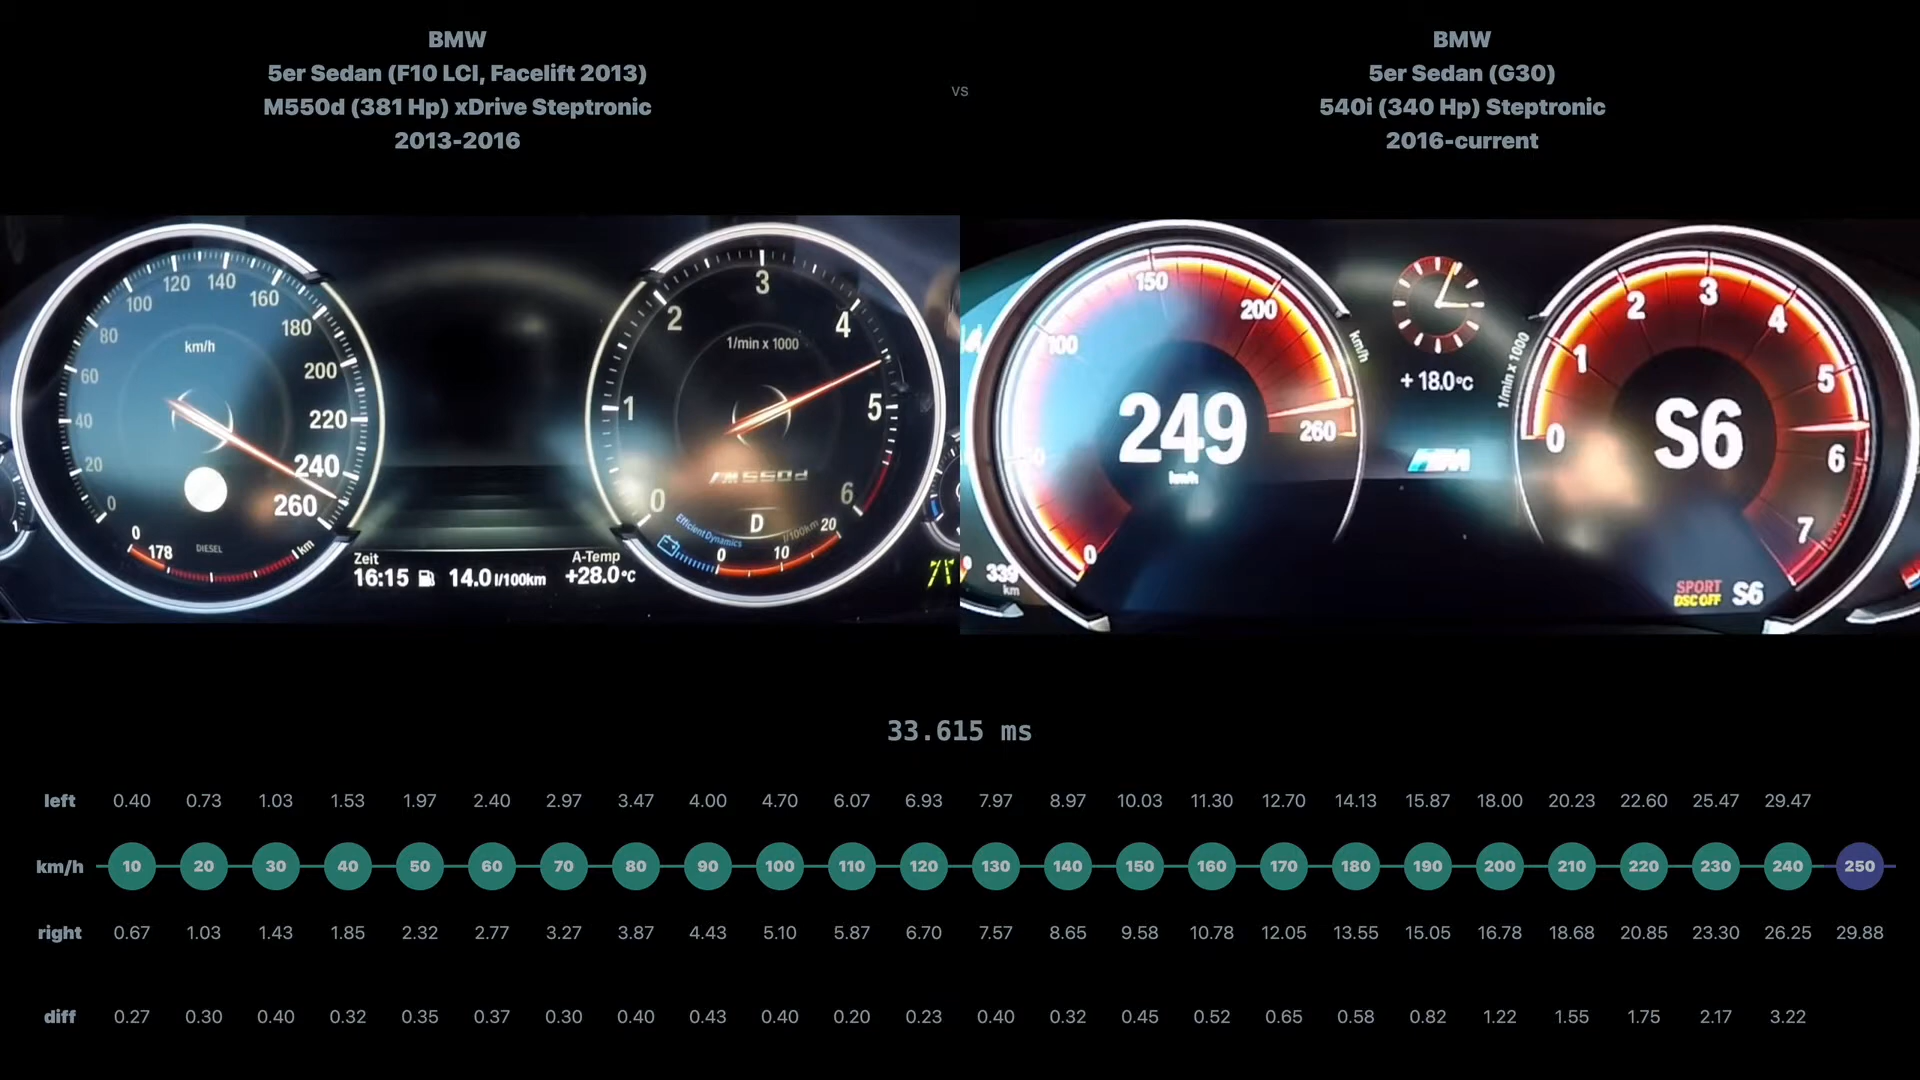 BMW
5er Sedan (F10 LCI, Facelift 2013)
M550d (381 Hp) xDrive Steptronic
2013-2016
vs
BMW
5er Sedan (G30)
540i (340 Hp) Steptronic
2016-current
0
20
40
60
80
100
120
140
160
180
200
220
240
260
km/h
0
178
DIESEL
km
Zeit
16:15
14.0 l/100km
A-Temp
+28.0°C
0
1
2
3
4
5
6
1/min x 1000
M550d
D
EfficientDynamics
l/100km
0
10
20
0
100
150
200
260
km/h
249
km/h
339
km
+18.0°C
M
1/min x 1000
0
1
2
3
4
5
6
7
S6
SPORT
DSC OFF
S6
33.615 ms
left 0.40 0.73 1.03 1.53 1.97 2.40 2.97 3.47 4.00 4.70 6.07 6.93 7.97 8.97 10.03 11.30 12.70 14.13 15.87 18.00 20.23 22.60 25.47 29.47
km/h 10 20 30 40 50 60 70 80 90 100 110 120 130 140 150 160 170 180 190 200 210 220 230 240 250
right 0.67 1.03 1.43 1.85 2.32 2.77 3.27 3.87 4.43 5.10 5.87 6.70 7.57 8.65 9.58 10.78 12.05 13.55 15.05 16.78 18.68 20.85 23.30 26.25 29.88
diff 0.27 0.30 0.40 0.32 0.35 0.37 0.30 0.40 0.43 0.40 0.20 0.23 0.40 0.32 0.45 0.52 0.65 0.58 0.82 1.22 1.55 1.75 2.17 3.22